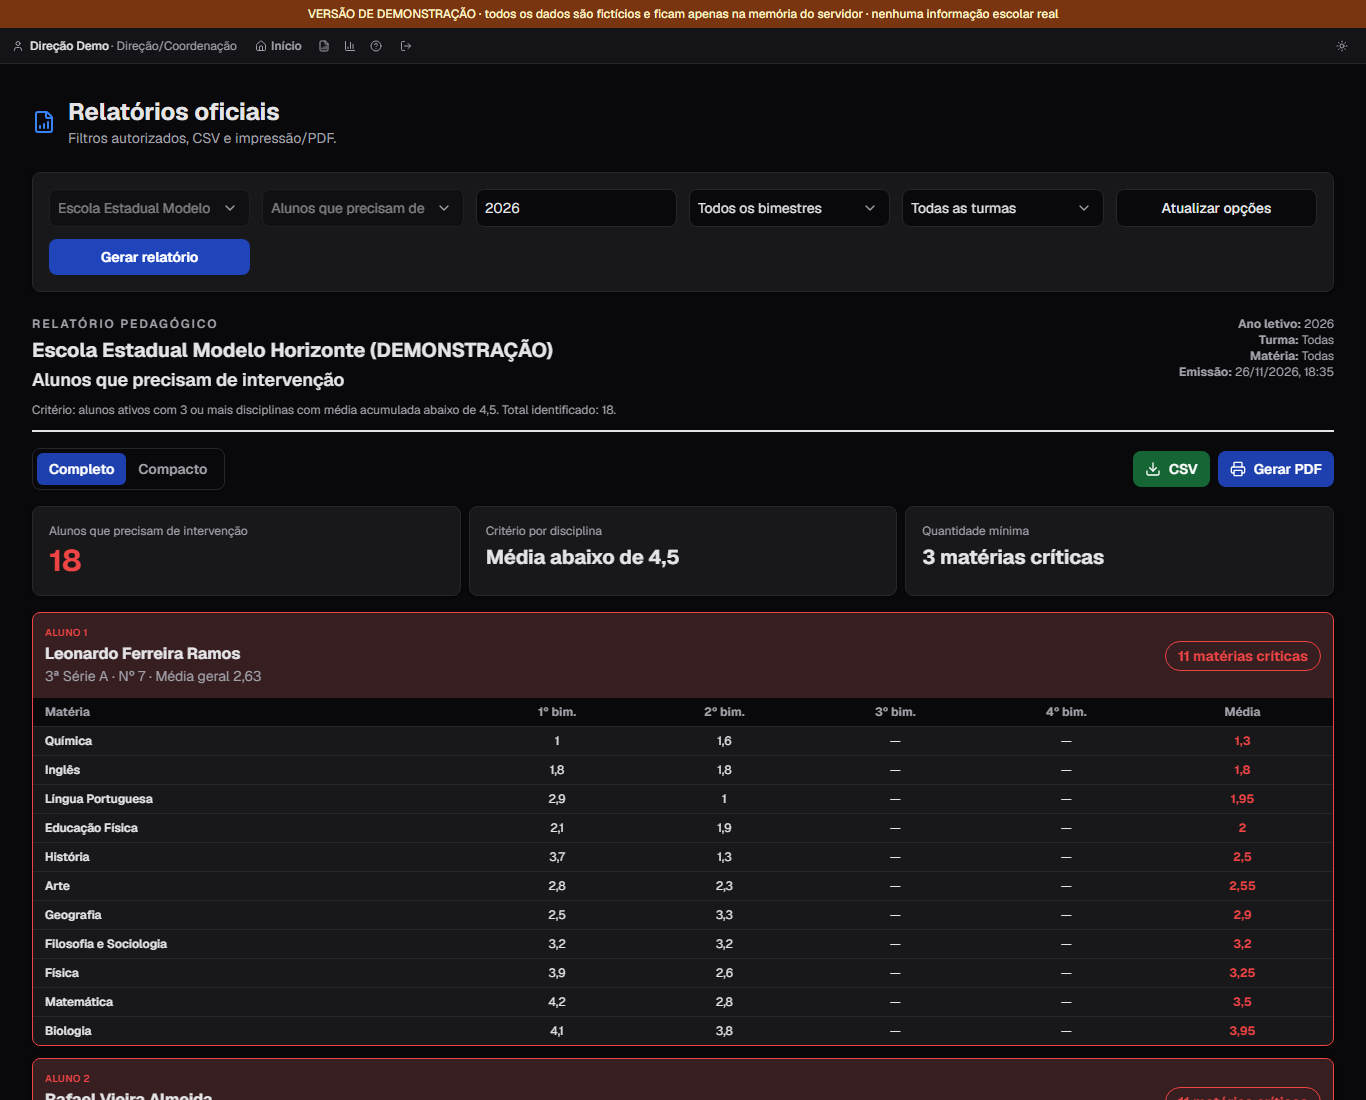 VERSÃO DE DEMONSTRAÇÃO · todos os dados são fictícios e ficam apenas na memória do servidor · nenhuma informação escolar real
Direção Demo · Direção/Coordenação Início
Relatórios oficiais
Filtros autorizados, CSV e impressão/PDF.
Escola Estadual Modelo Alunos que precisam de 2026 Todos os bimestres Todas as turmas Atualizar opções
Gerar relatório
RELATÓRIO PEDAGÓGICO
Escola Estadual Modelo Horizonte (DEMONSTRAÇÃO)
Alunos que precisam de intervenção
Critério: alunos ativos com 3 ou mais disciplinas com média acumulada abaixo de 4,5. Total identificado: 18.
Ano letivo: 2026
Turma: Todas
Matéria: Todas
Emissão: 26/11/2026, 18:35
Completo Compacto CSV Gerar PDF
Alunos que precisam de intervenção
18
Critério por disciplina
Média abaixo de 4,5
Quantidade mínima
3 matérias críticas
ALUNO 1
Leonardo Ferreira Ramos
3ª Série A · Nº 7 · Média geral 2,63
11 matérias críticas
Matéria 1º bim. 2º bim. 3º bim. 4º bim. Média
Química 1 1,6 — — 1,3
Inglês 1,8 1,8 — — 1,8
Língua Portuguesa 2,9 1 — — 1,95
Educação Física 2,1 1,9 — — 2
História 3,7 1,3 — — 2,5
Arte 2,8 2,3 — — 2,55
Geografia 2,5 3,3 — — 2,9
Filosofia e Sociologia 3,2 3,2 — — 3,2
Física 3,9 2,6 — — 3,25
Matemática 4,2 2,8 — — 3,5
Biologia 4,1 3,8 — — 3,95
ALUNO 2
Rafael Vieira Almeida
11 matérias críticas